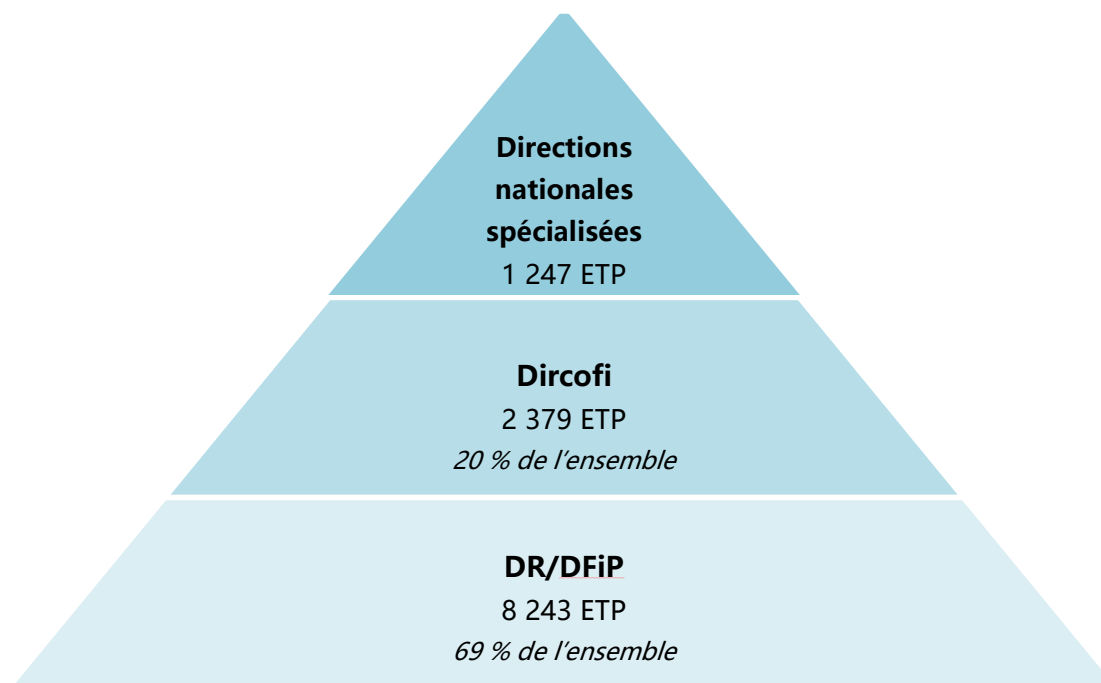 Directions
nationales
spécialisées
1 247 ETP
Dircofi
2 379 ETP
20 % de l'ensemble
DR/DFiP
8 243 ETP
69 % de l'ensemble